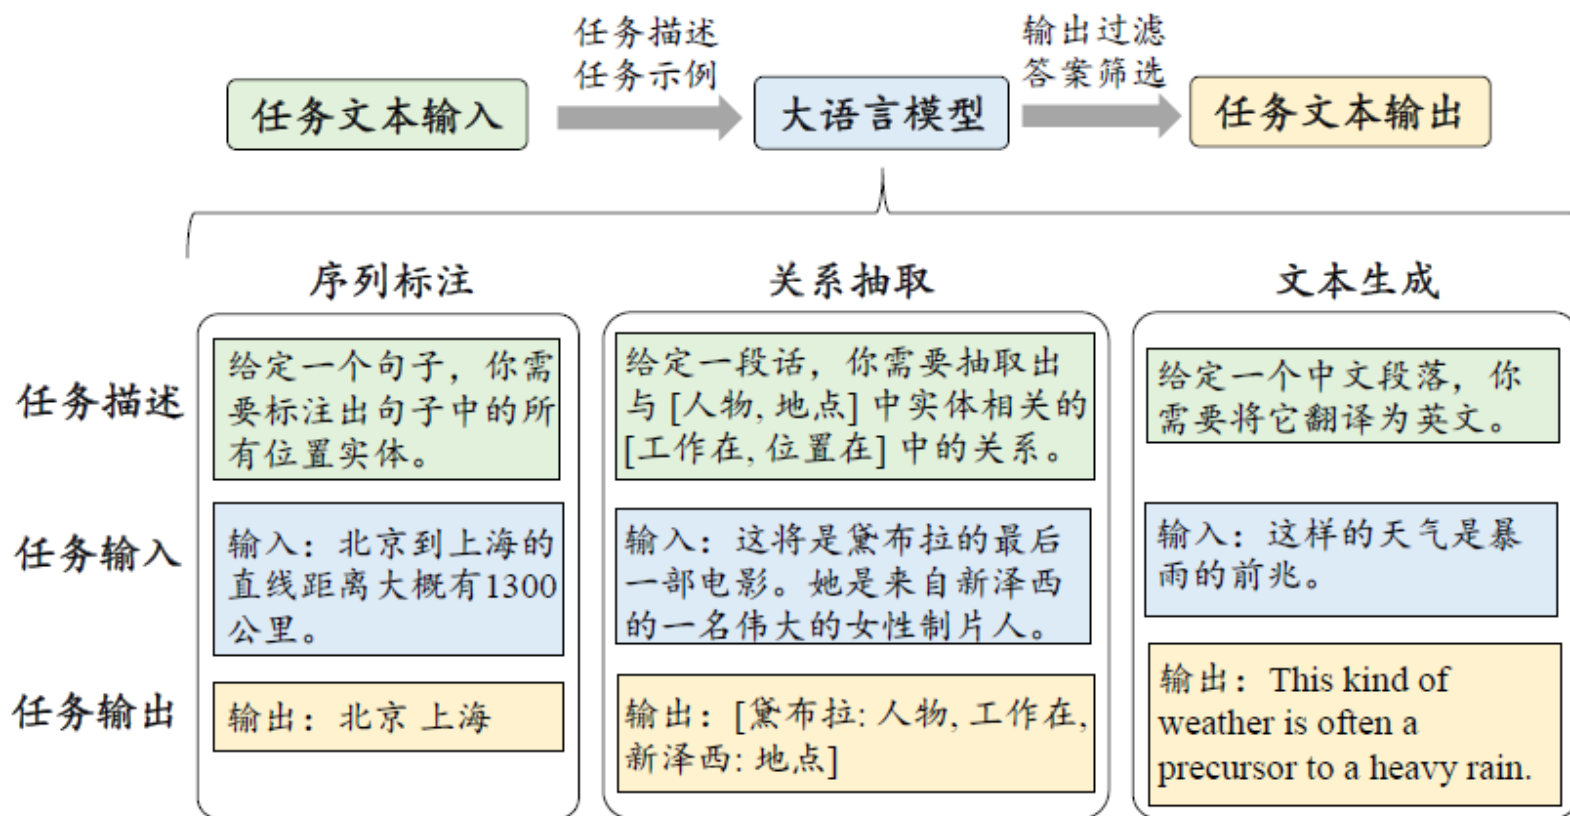 任务描述
任务示例
输出过滤
答案筛选
任务文本输入
大语言模型
任务文本输出
序列标注
关系抽取
文本生成
任务描述
给定一个句子，你需
要标注出句子中的所
有位置实体。
给定一段话，你需要抽取出
与 [人物, 地点] 中实体相关的
[工作在, 位置在] 中的关系。
给定一个中文段落，你
需要将它翻译为英文。
任务输入
输入：北京到上海的
直线距离大概有1300
公里。
输入：这将是黛布拉的最后
一部电影。她是来自新泽西
的一名伟大的女性制片人。
输入：这样的天气是暴
雨的前兆。
任务输出
输出：北京 上海
输出：[黛布拉: 人物, 工作在,
新泽西: 地点]
输出：This kind of
weather is often a
precursor to a heavy rain.